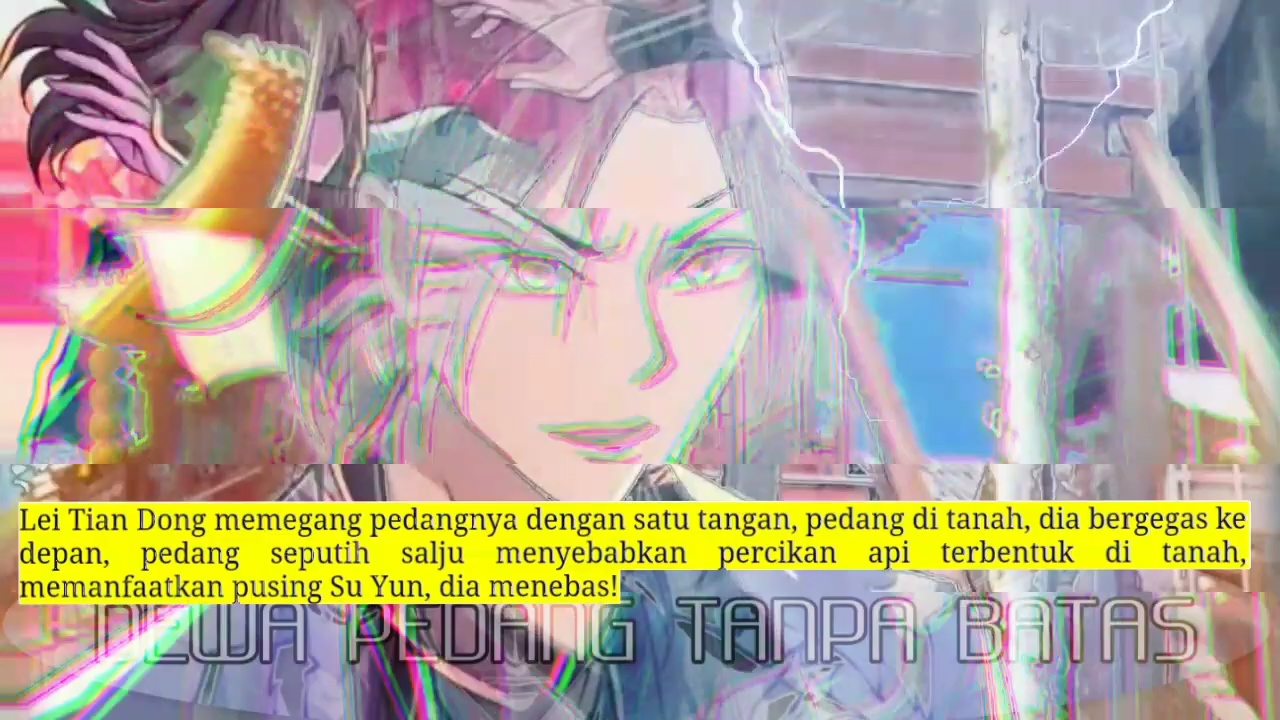 Lei Tian Dong memegang pedangnya dengan satu tangan, pedang di tanah, dia bergegas ke
depan, pedang seputih salju menyebabkan percikan api terbentuk di tanah,
memanfaatkan pusing Su Yun, dia menebas!
DEWA PEDANG TANPA BATAS